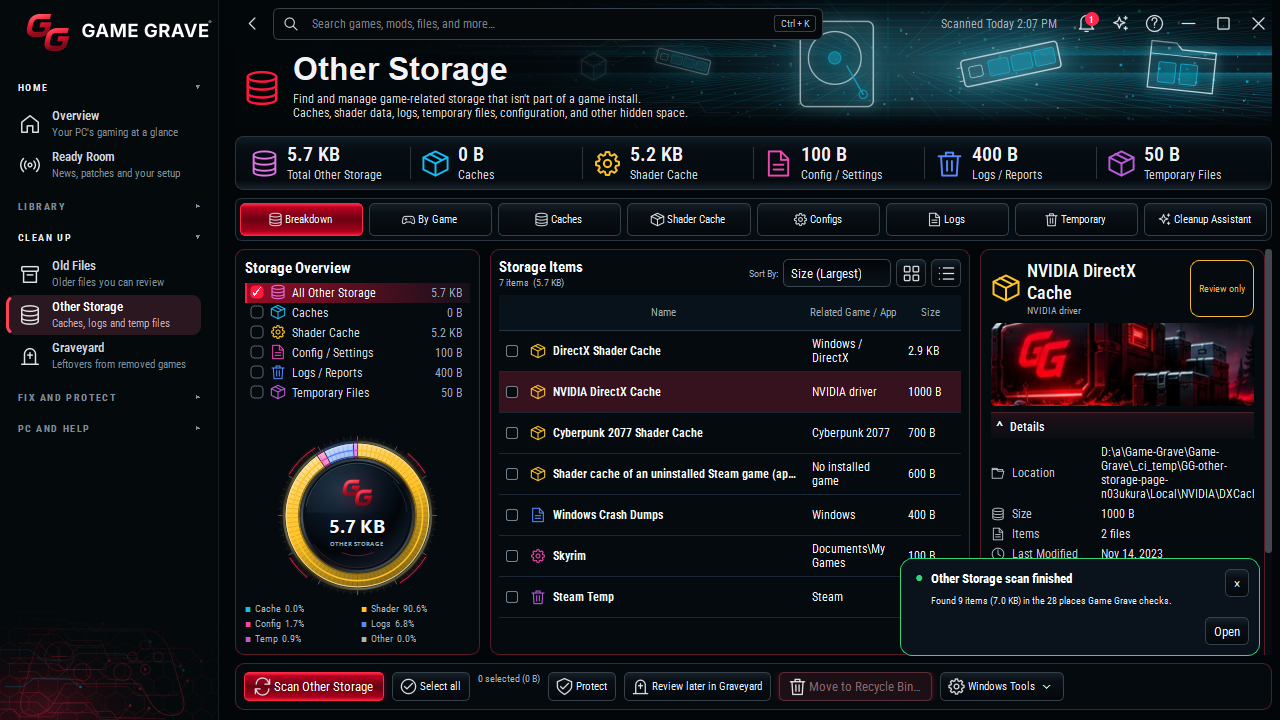 GAME GRAVE
Search games, mods, files, and more...
Ctrl + K
Scanned Today 2:07 PM
1
HOME
Overview
Your PC's gaming at a glance
Ready Room
News, patches and your setup
LIBRARY
CLEAN UP
Old Files
Older files you can review
Other Storage
Caches, logs and temp files
Graveyard
Leftovers from removed games
FIX AND PROTECT
PC AND HELP
Other Storage
Find and manage game-related storage that isn't part of a game install.
Caches, shader data, logs, temporary files, configuration, and other hidden space.
5.7 KB
Total Other Storage
0 B
Caches
5.2 KB
Shader Cache
100 B
Config / Settings
400 B
Logs / Reports
50 B
Temporary Files
Breakdown
By Game
Caches
Shader Cache
Configs
Logs
Temporary
Cleanup Assistant
Storage Overview
All Other Storage 5.7 KB
Caches 0 B
Shader Cache 5.2 KB
Config / Settings 100 B
Logs / Reports 400 B
Temporary Files 50 B
GG
5.7 KB
OTHER STORAGE
Cache 0.0%
Shader 90.6%
Config 1.7%
Logs 6.8%
Temp 0.9%
Other 0.0%
Storage Items
7 items (5.7 KB)
Sort By:
Size (Largest)
Name
Related Game / App
Size
DirectX Shader Cache
Windows /
DirectX
2.9 KB
NVIDIA DirectX Cache
NVIDIA driver
1000 B
Cyberpunk 2077 Shader Cache
Cyberpunk 2077
700 B
Shader cache of an uninstalled Steam game (ap...
No installed
game
600 B
Windows Crash Dumps
Windows
400 B
Skyrim
Documents\My
Games
100 B
Steam Temp
Steam
NVIDIA DirectX
Cache
NVIDIA driver
Review only
GG
Details
Location
D:\a\Game-Grave\Game-
Grave\_ci_temp\GG-other-
storage-page-
n03ukura\Local\NVIDIA\DXCacl
Size
1000 B
Items
2 files
Last Modified
Nov 14, 2023
Other Storage scan finished
x
Found 9 items (7.0 KB) in the 28 places Game Grave checks.
Open
Scan Other Storage
Select all
0 selected (0 B)
Protect
Review later in Graveyard
Move to Recycle Bin...
Windows Tools